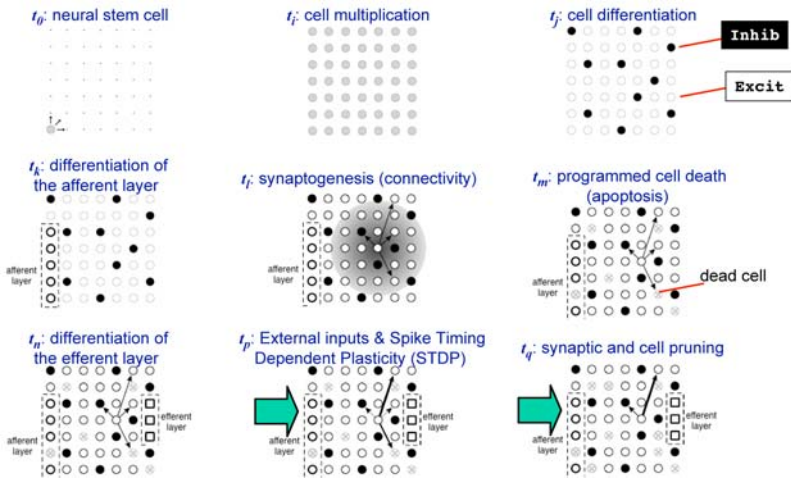 t0: neural stem cell
ti: cell multiplication
tj: cell differentiation
Inhib
Excit
tk: differentiation of
the afferent layer
afferent
layer
tl: synaptogenesis (connectivity)
afferent
layer
tm: programmed cell death
(apoptosis)
afferent
layer
dead cell
tn: differentiation of
the efferent layer
afferent
layer
efferent
layer
tp: External inputs & Spike Timing
Dependent Plasticity (STDP)
afferent
layer
efferent
layer
tq: synaptic and cell pruning
afferent
layer
efferent
layer